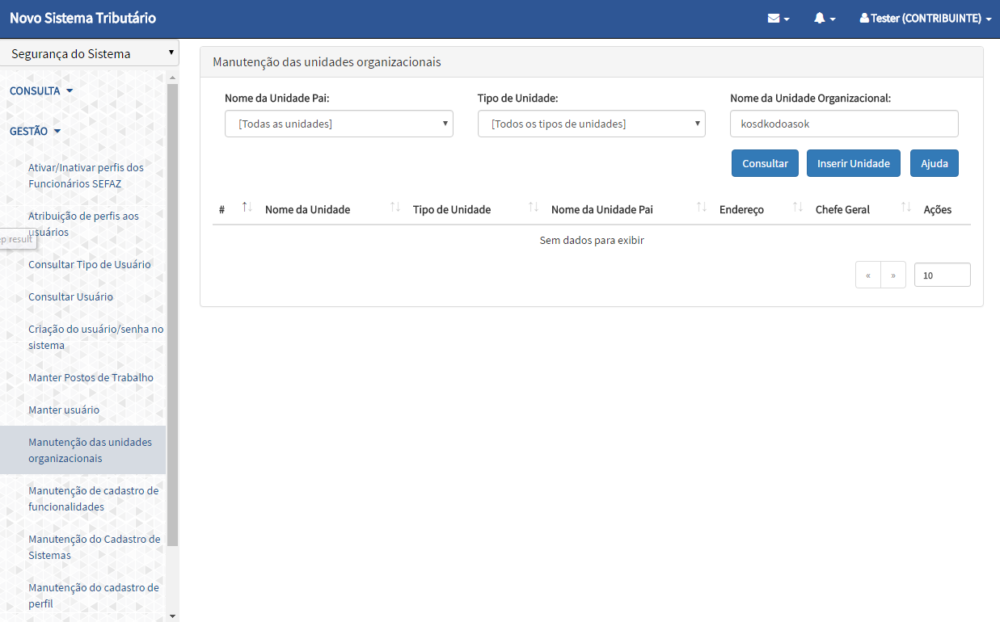 Novo Sistema Tributário
Tester (CONTRIBUINTE)
Segurança do Sistema
CONSULTA
GESTÃO
Ativar/Inativar perfis dos
Funcionários SEFAZ
Atribuição de perfis aos
usuários
ep result
Consultar Tipo de Usuário
Consultar Usuário
Criação do usuário/senha no
sistema
Manter Postos de Trabalho
Manter usuário
Manutenção das unidades
organizacionais
Manutenção de cadastro de
funcionalidades
Manutenção do Cadastro de
Sistemas
Manutenção do cadastro de
perfil
Manutenção das unidades organizacionais
Nome da Unidade Pai: Tipo de Unidade: Nome da Unidade Organizacional:
[Todas as unidades] [Todos os tipos de unidades] kosdkodoasok
Consultar Inserir Unidade Ajuda
# Nome da Unidade Tipo de Unidade Nome da Unidade Pai Endereço Chefe Geral Ações
Sem dados para exibir
« » 10